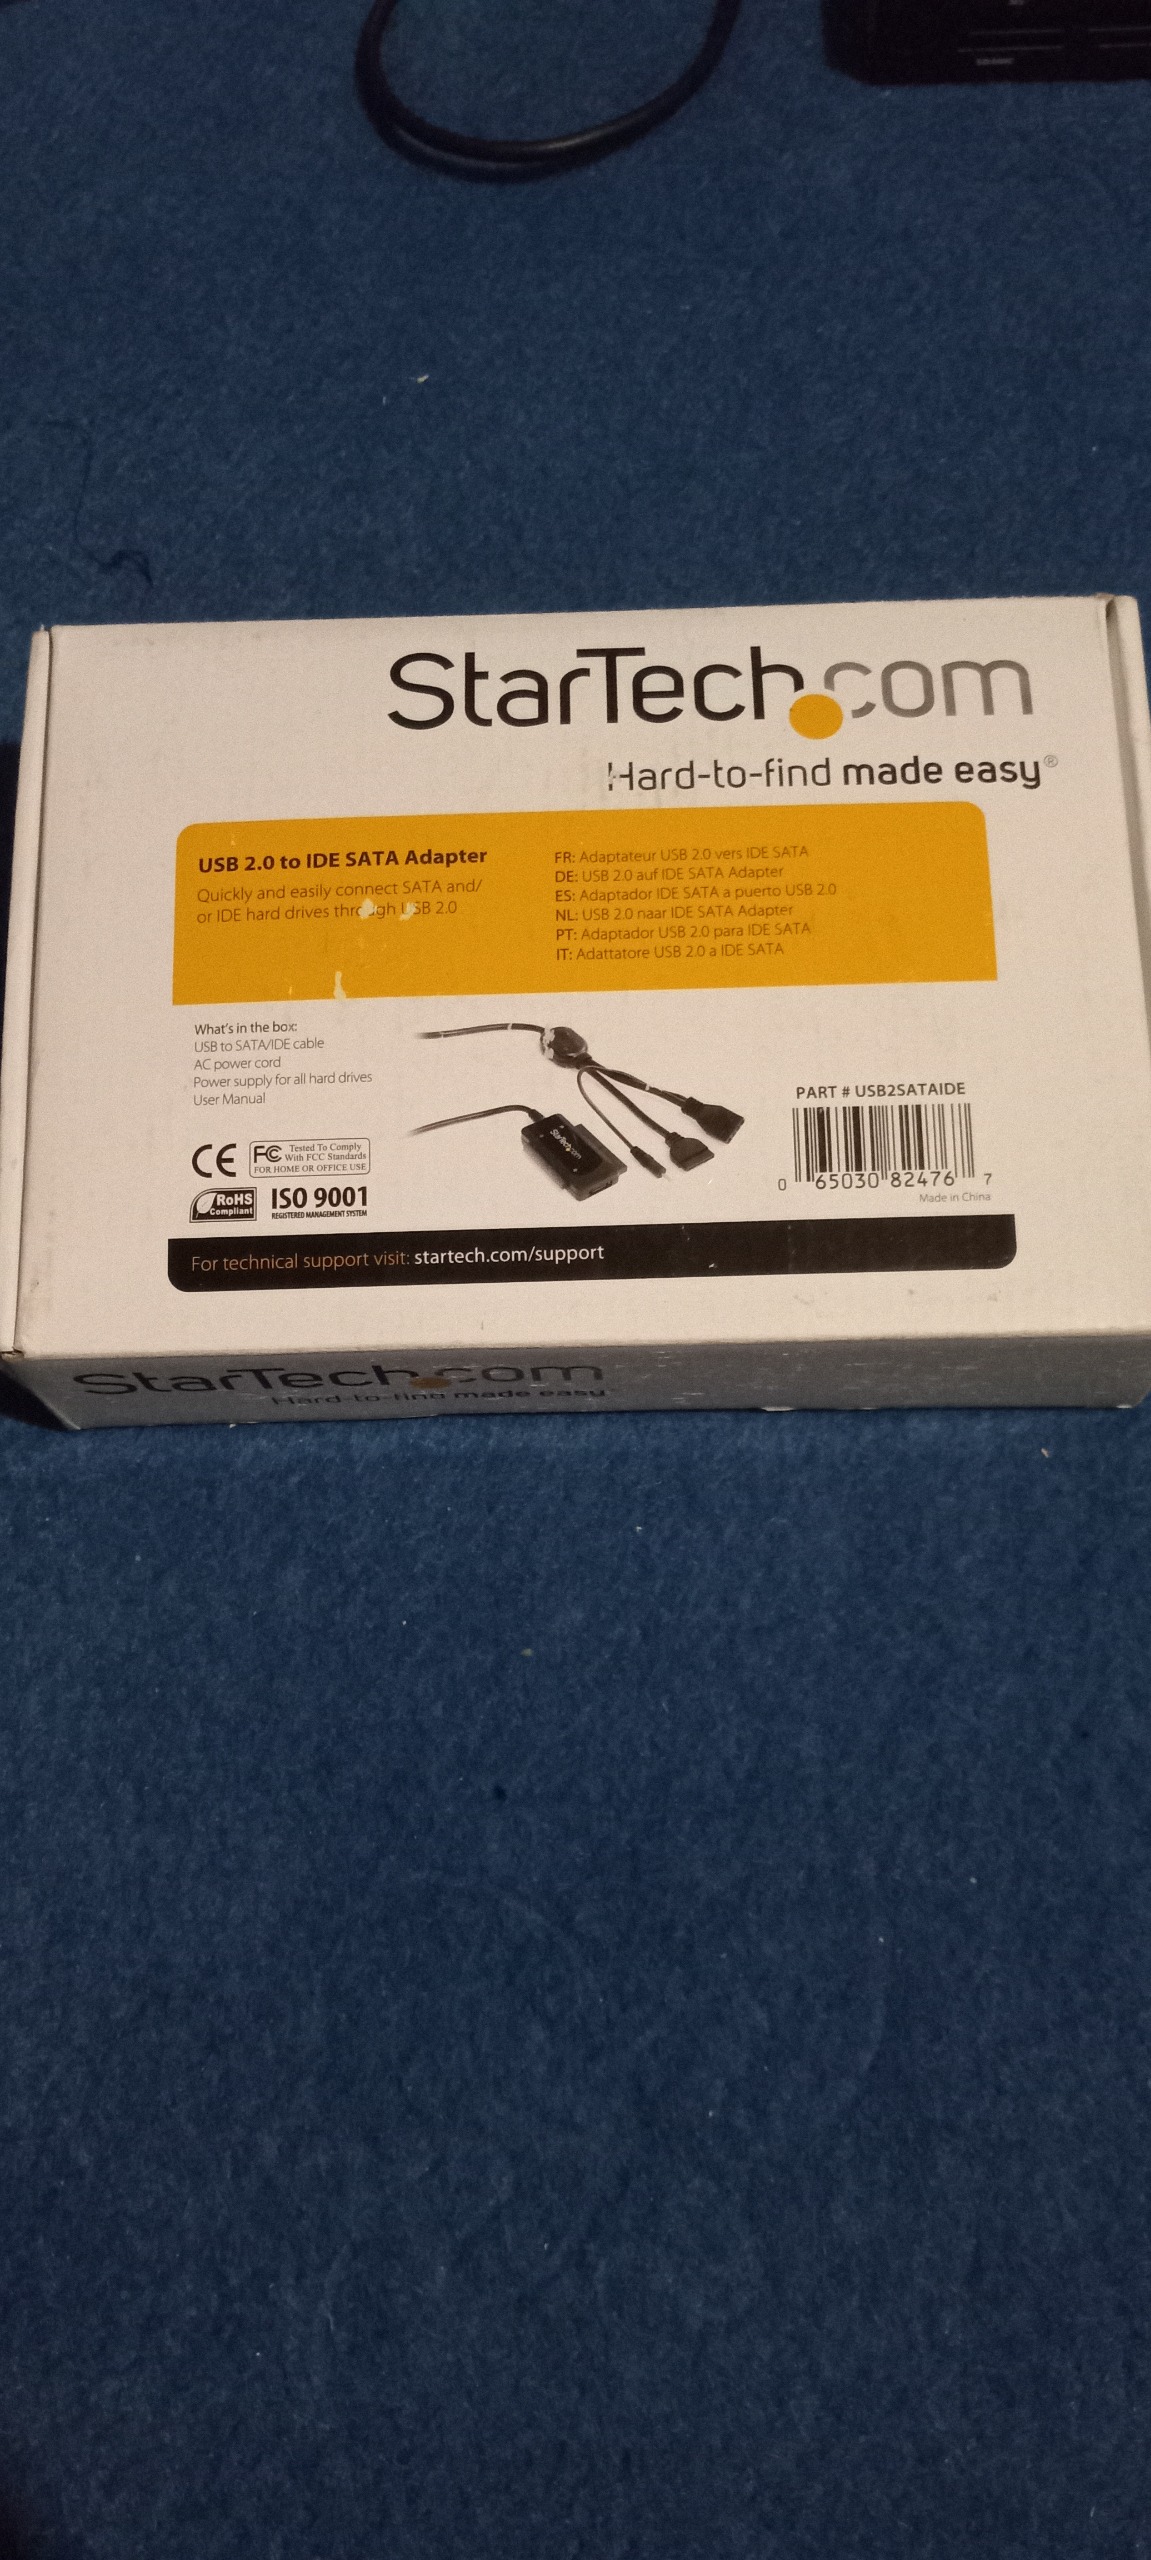 StarTech.com
Hard-to-find made easy®
USB 2.0 to IDE SATA Adapter
Quickly and easily connect SATA and/
or IDE hard drives through USB 2.0
FR: Adaptateur USB 2.0 vers IDE SATA
DE: USB 2.0 auf IDE SATA Adapter
ES: Adaptador IDE SATA a puerto USB 2.0
NL: USB 2.0 naar IDE SATA Adapter
PT: Adaptador USB 2.0 para IDE SATA
IT: Adattatore USB 2.0 a IDE SATA
What's in the box:
USB to SATA/IDE cable
AC power cord
Power supply for all hard drives
User Manual
CE
FC Tested To Comply
With FCC Standards
FOR HOME OR OFFICE USE
RoHS
Compliant
ISO 9001
REGISTERED MANAGEMENT SYSTEM
StarTech.com
PART # USB2SATAIDE
0 65030 82476 7
Made in China
For technical support visit: startech.com/support
StarTech.com
Hard-to-find made easy